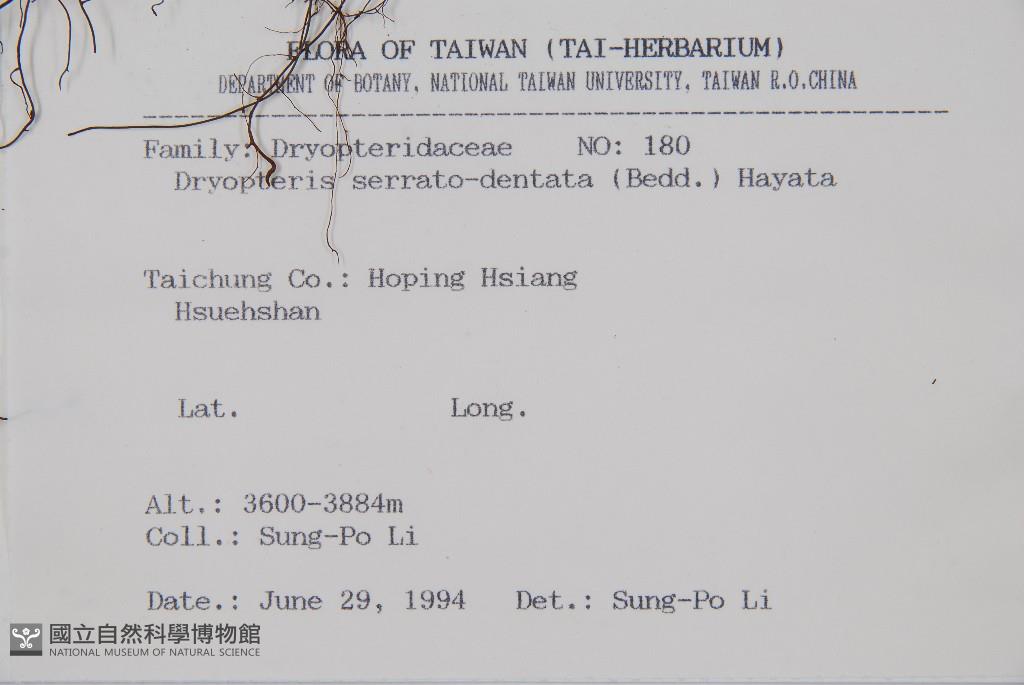 FLORA OF TAIWAN (TAI-HERBARIUM)
DEPARTMENT OF BOTANY, NATIONAL TAIWAN UNIVERSITY, TAIWAN R.O.CHINA
Family: Dryopteridaceae NO: 180
Dryopteris serrato-dentata (Bedd.) Hayata
Taichung Co.: Hoping Hsiang
Hsuehshan
Lat. Long.
Alt.: 3600-3884m
Coll.: Sung-Po Li
Date.: June 29, 1994 Det.: Sung-Po Li
國立自然科學博物館
NATIONAL MUSEUM OF NATURAL SCIENCE